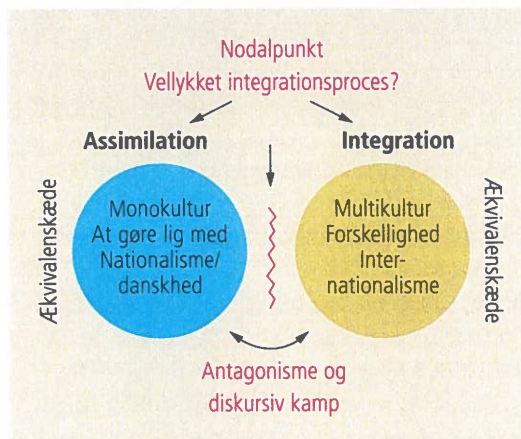 Nodalpunkt
Vellykket integrationsproces?
Assimilation
Integration
Ækvivalenskæde
Monokultur
At gøre lig med
Nationalisme/
danskhed
Multikultur
Forskellighed
Inter-
nationalisme
Ækvivalenskæde
Antagonisme og
diskursiv kamp